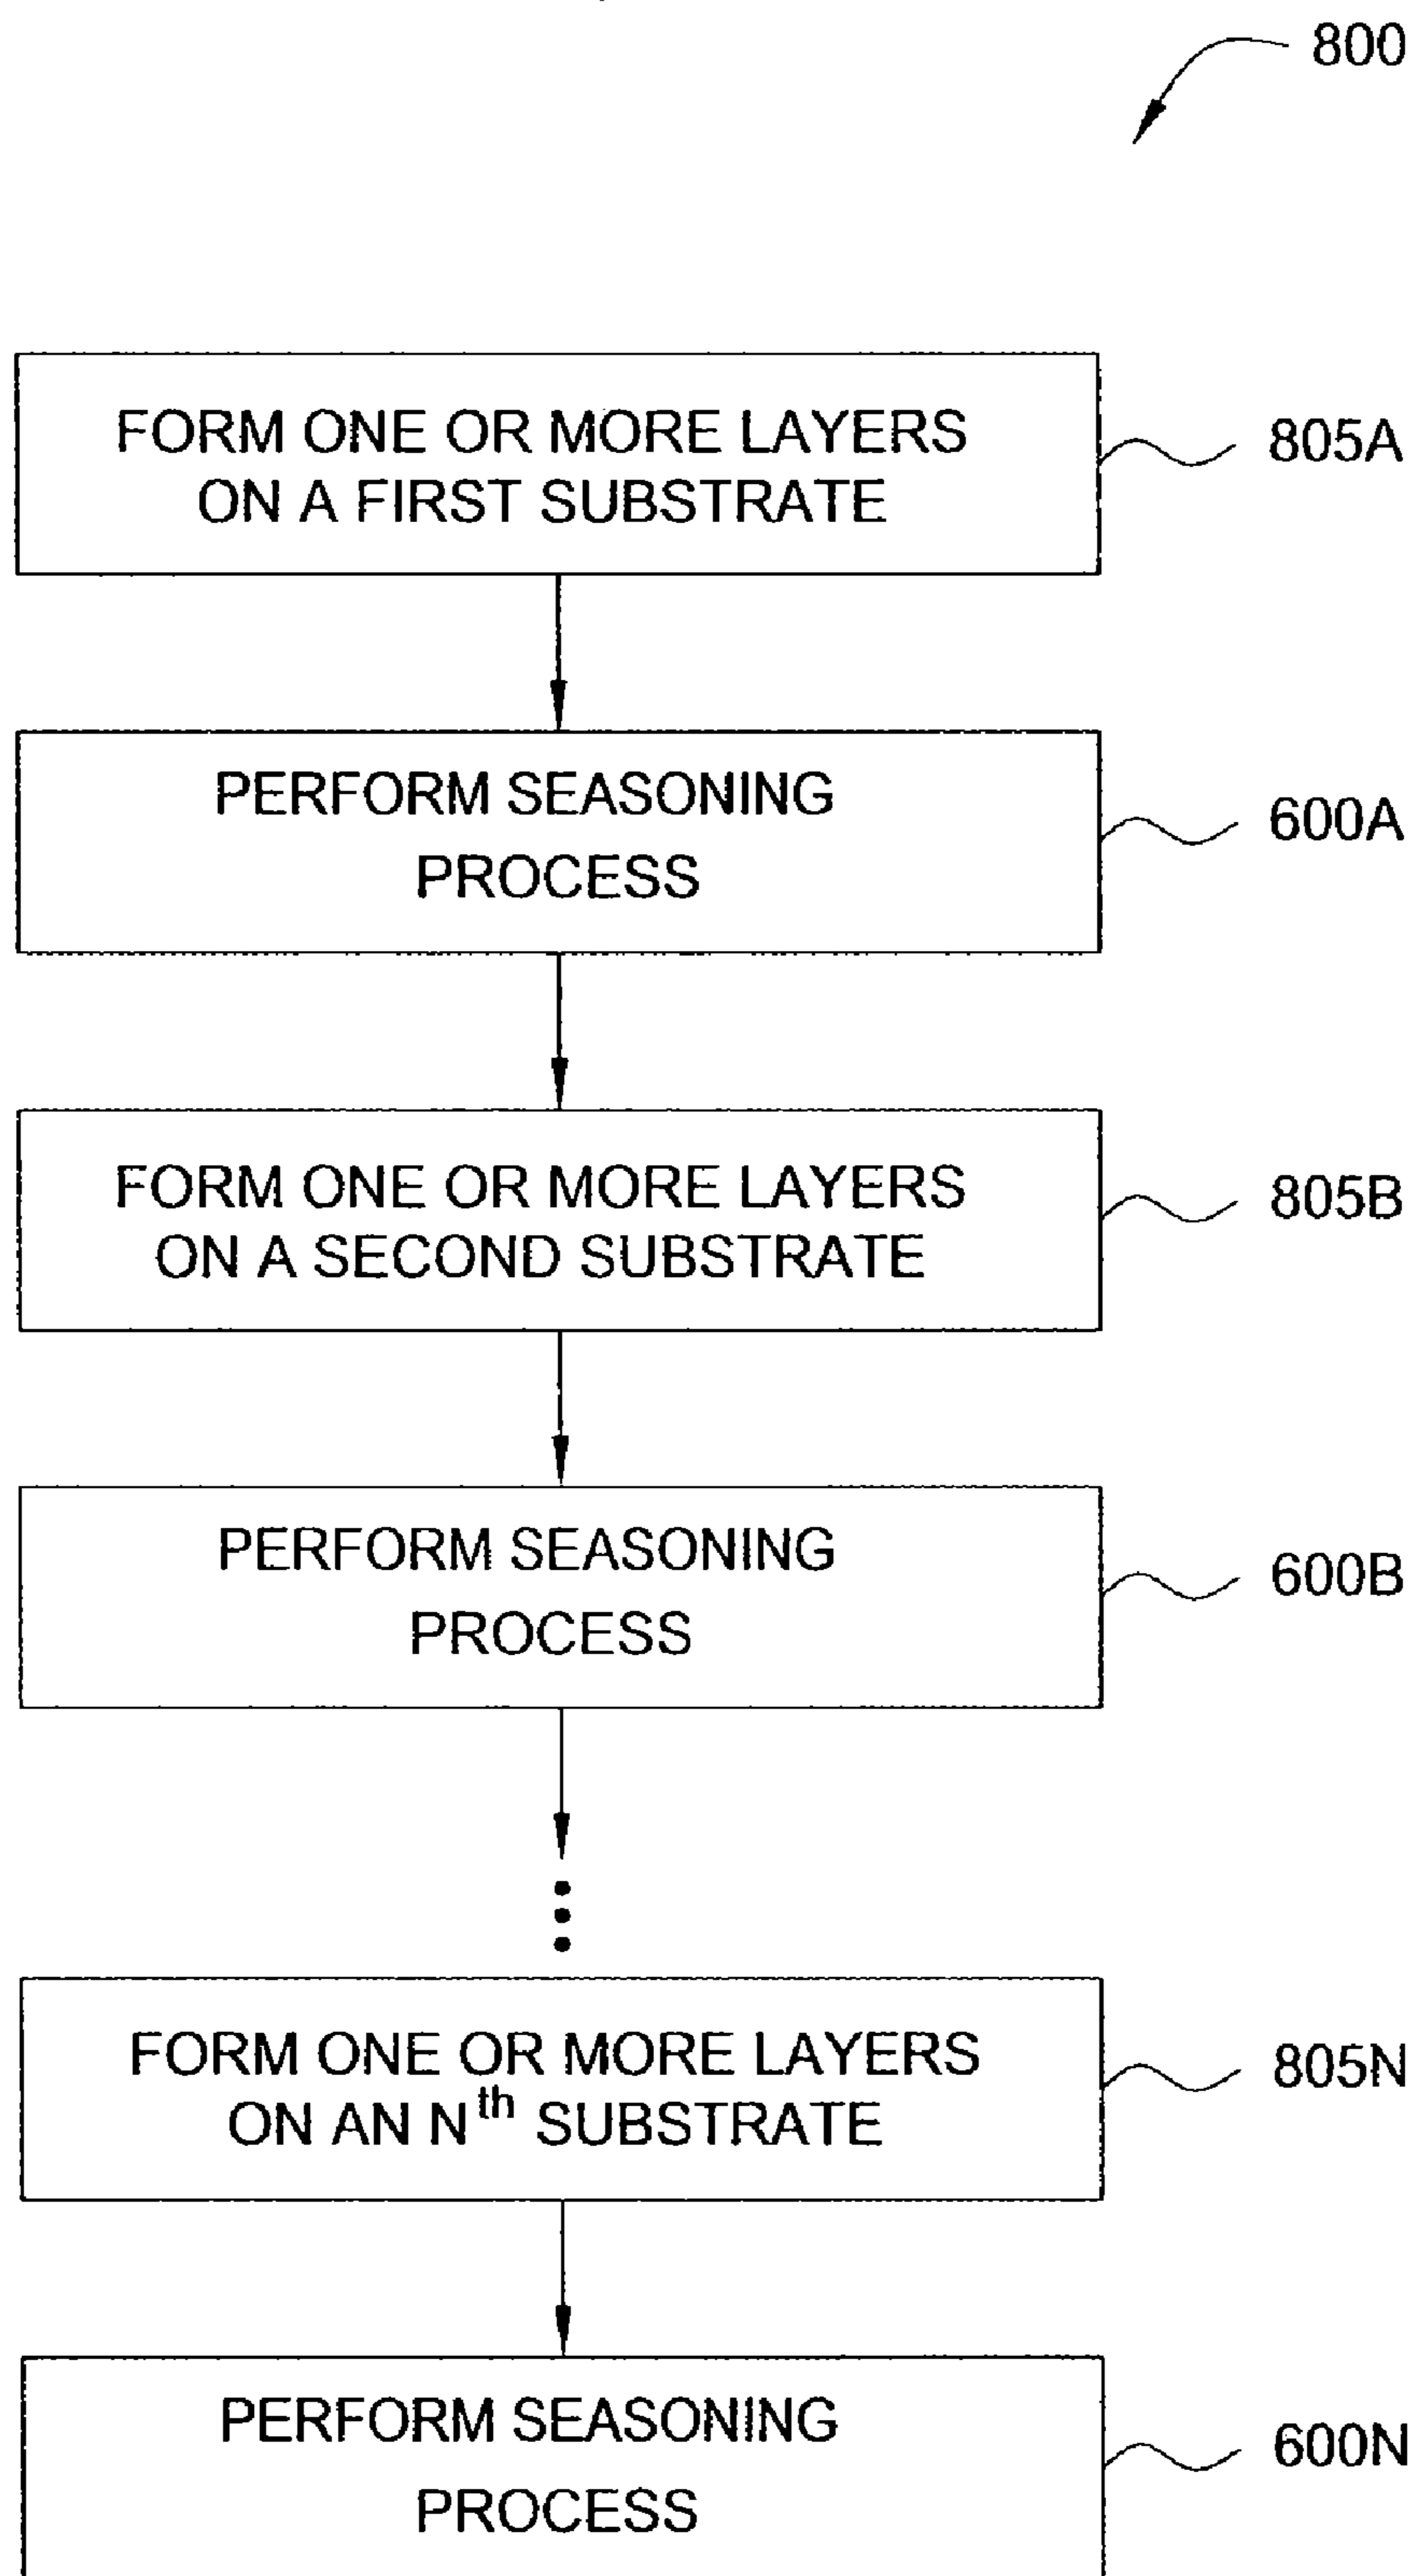 800
FORM ONE OR MORE LAYERS
ON A FIRST SUBSTRATE
805A
PERFORM SEASONING
PROCESS
600A
FORM ONE OR MORE LAYERS
ON A SECOND SUBSTRATE
805B
PERFORM SEASONING
PROCESS
600B
FORM ONE OR MORE LAYERS
ON AN Nth SUBSTRATE
805N
PERFORM SEASONING
PROCESS
600N